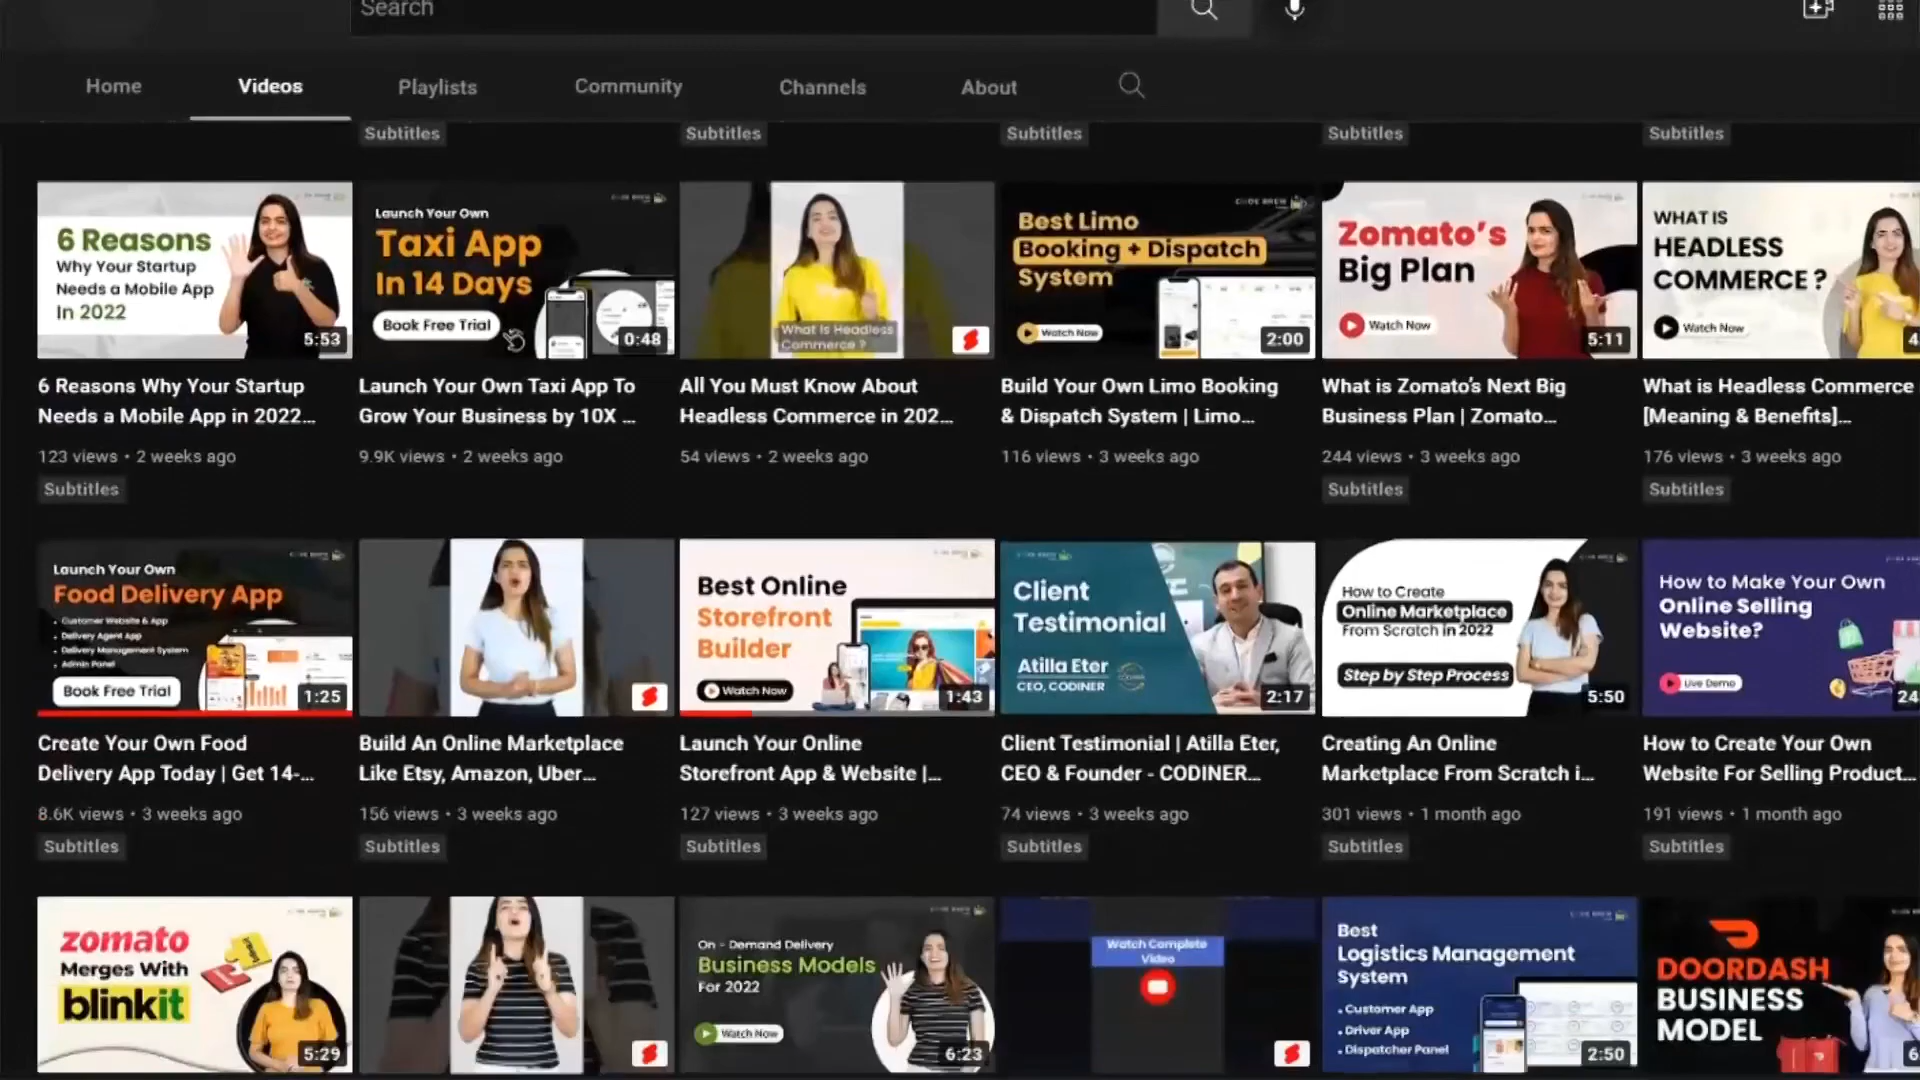 Search
Home
Videos
Playlists
Community
Channels
About
Subtitles
Subtitles
Subtitles
Subtitles
Subtitles
6 Reasons
Why Your Startup
Needs a Mobile App
In 2022
5:53
Launch Your Own
Taxi App
In 14 Days
Book Free Trial
0:48
What Is Headless
Commerce ?
CODE BREW
Best Limo
Booking + Dispatch
System
Watch Now
2:00
Zomato's
Big Plan
Watch Now
5:11
WHAT IS
HEADLESS
COMMERCE ?
Watch Now
4
6 Reasons Why Your Startup
Needs a Mobile App in 2022...
123 views • 2 weeks ago
Subtitles
Launch Your Own Taxi App To
Grow Your Business by 10X ...
9.9K views • 2 weeks ago
All You Must Know About
Headless Commerce in 202...
54 views • 2 weeks ago
Build Your Own Limo Booking
& Dispatch System | Limo...
116 views • 3 weeks ago
What is Zomato's Next Big
Business Plan | Zomato...
244 views • 3 weeks ago
Subtitles
What is Headless Commerce
[Meaning & Benefits]...
176 views • 3 weeks ago
Subtitles
Launch Your Own
Food Delivery App
• Customer Website & App
• Delivery Agent App
• Delivery Management System
• Admin Panel
Book Free Trial
1:25
Best Online
Storefront
Builder
Watch Now
1:43
Client
Testimonial
Atilla Eter
CEO, CODINER
2:17
How to Create
Online Marketplace
From Scratch in 2022
Step by Step Process
5:50
How to Make Your Own
Online Selling
Website?
Live Demo
24
Create Your Own Food
Delivery App Today | Get 14-...
8.6K views • 3 weeks ago
Subtitles
Build An Online Marketplace
Like Etsy, Amazon, Uber...
156 views • 3 weeks ago
Subtitles
Launch Your Online
Storefront App & Website |...
127 views • 3 weeks ago
Subtitles
Client Testimonial | Atilla Eter,
CEO & Founder - CODINER...
74 views • 3 weeks ago
Subtitles
Creating An Online
Marketplace From Scratch i...
301 views • 1 month ago
Subtitles
How to Create Your Own
Website For Selling Product...
191 views • 1 month ago
Subtitles
zomato
Merges With
blinkit
5:29
On - Demand Delivery
Business Models
For 2022
Watch Now
6:23
Watch Complete
Video
Best
Logistics Management
System
• Customer App
• Driver App
• Dispatcher Panel
2:50
DOORDASH
BUSINESS
MODEL
6